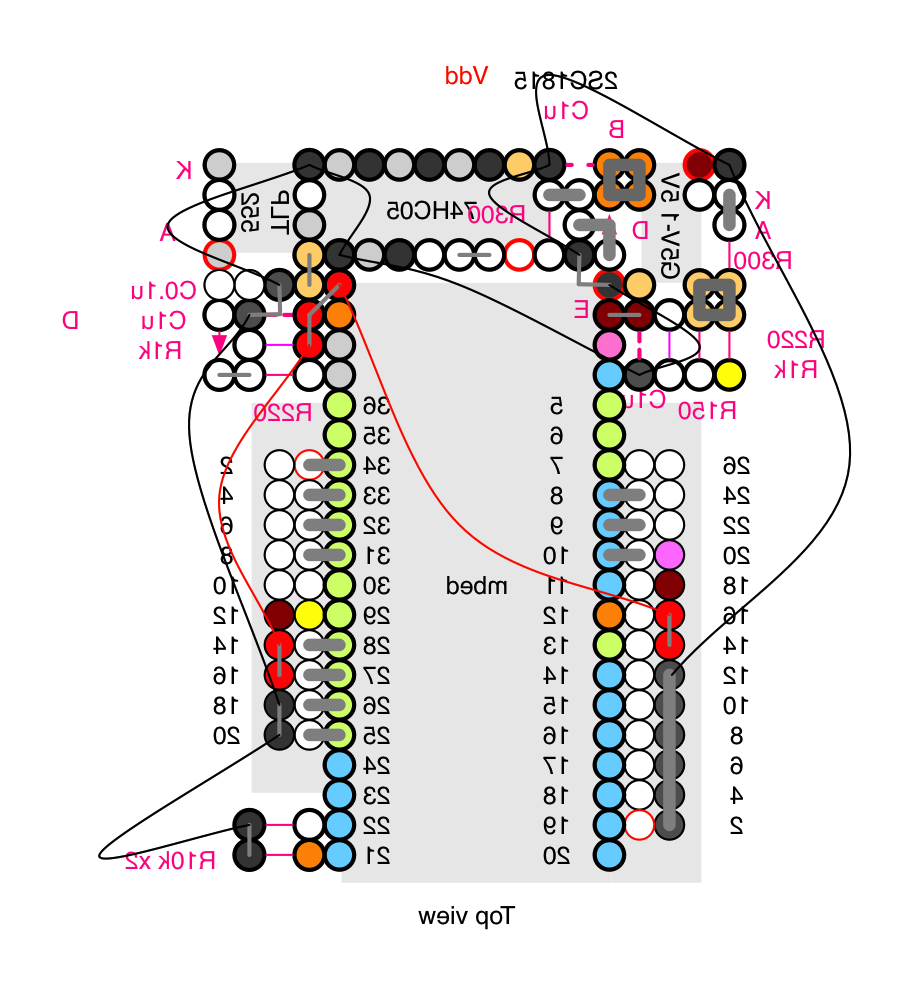 Vdd
2SC1815
C1u
B
K
552
TLP
74HC05
R300
D
G5V-1 5V
K
A
A
R300
C0.1u
C1u
D
R1k
E
R220
R1k
R220
C1u
R150
36
5
35
6
2
34
7
26
4
33
8
24
6
32
9
22
8
31
10
20
10
30
mbed
11
18
12
29
12
16
14
28
13
14
16
27
14
12
18
26
15
10
20
25
16
8
24
17
6
23
18
4
22
19
2
R10k x2
21
20
Top view